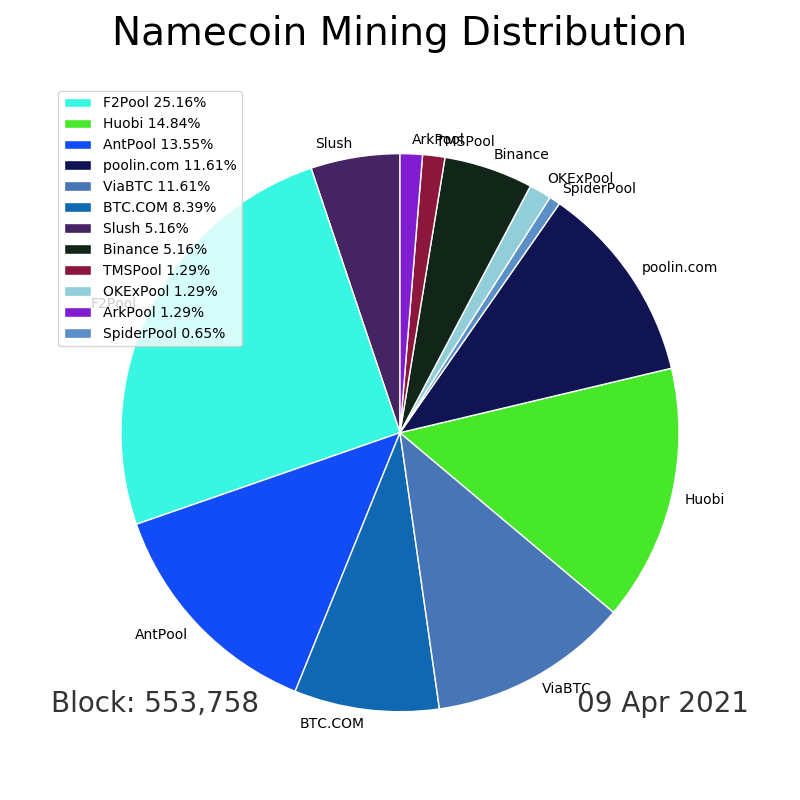 Namecoin Mining Distribution
F2Pool 25.16%
Huobi 14.84%
AntPool 13.55%
poolin.com 11.61%
ViaBTC 11.61%
BTC.COM 8.39%
Slush 5.16%
Binance 5.16%
TMSPool 1.29%
OKExPool 1.29%
ArkPool 1.29%
SpiderPool 0.65%
Slush
ArkPool
TMSPool
Binance
OKExPool
SpiderPool
poolin.com
F2Pool
Huobi
AntPool
ViaBTC
BTC.COM
Block: 553,758
09 Apr 2021